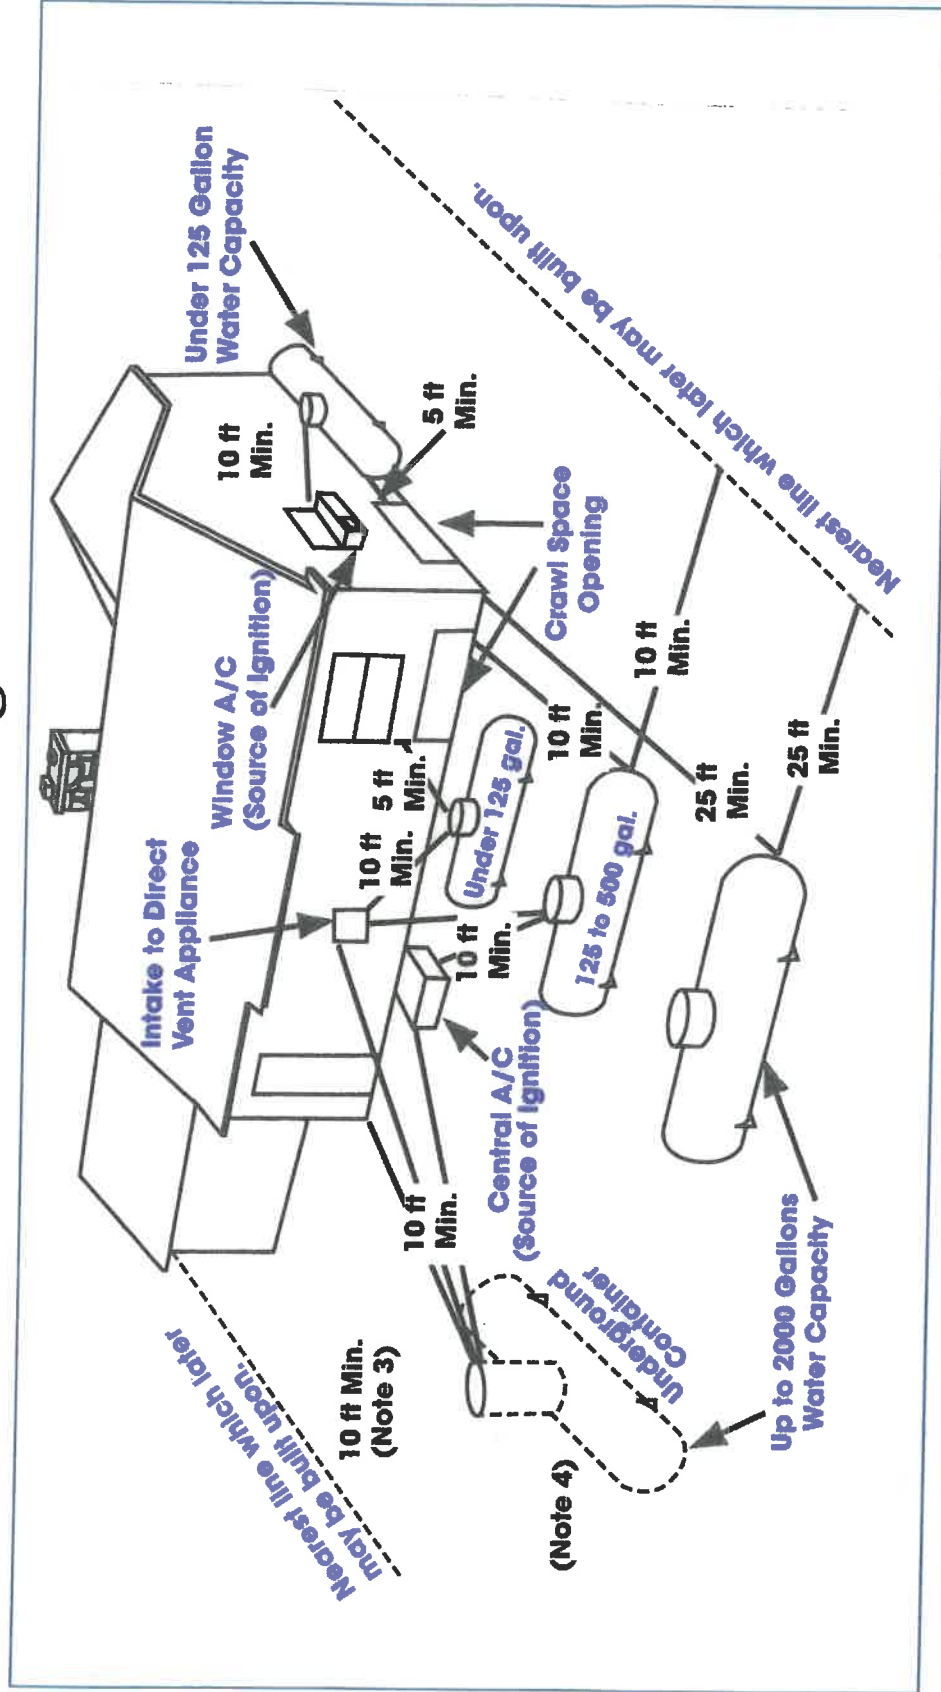 Under 125 Gallon
Water Capacity
10 ft
Min.
5 ft
Min.
Window A/C
(Source of Ignition)
Intake to Direct
Vent Appliance
Crawl Space
Opening
Nearest line which later may be built upon.
5 ft
Min.
10 ft
Min.
Under 125 gal.
10 ft
Min.
10 ft
Min.
10 ft
Min.
125 to 500 gal.
25 ft
Min.
25 ft
Min.
Central A/C
(Source of Ignition)
10 ft
Min.
Nearest line which later
may be built upon.
10 ft Min.
(Note 3)
Underground
Container
(Note 4)
Up to 2000 Gallons
Water Capacity